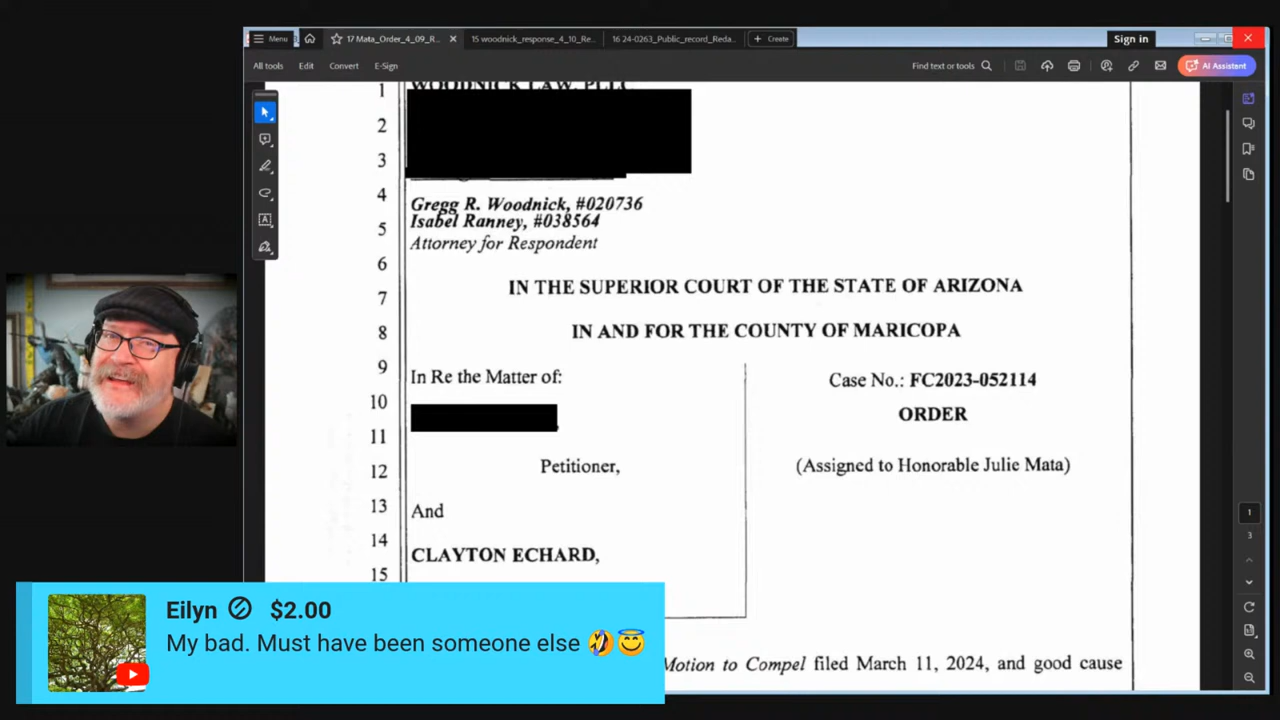 Menu
17 Mata_Order_4_09_R...
15 woodnick_response_4_10_Re...
16 24-0263_Public_record_Reda...
Create
Sign in
All tools
Edit
Convert
E-Sign
Find text or tools
AI Assistant
1 WOODNICK LAW, PLLC
2
3
4 Gregg R. Woodnick, #020736
5 Isabel Ranney, #038564
Attorney for Respondent
6
7 IN THE SUPERIOR COURT OF THE STATE OF ARIZONA
8 IN AND FOR THE COUNTY OF MARICOPA
9 In Re the Matter of:
Case No.: FC2023-052114
10
ORDER
11
12 Petitioner,
(Assigned to Honorable Julie Mata)
13 And
14 CLAYTON ECHARD,
15
Motion to Compel filed March 11, 2024, and good cause
1
3
Eilyn $2.00
My bad. Must have been someone else 🤣😇